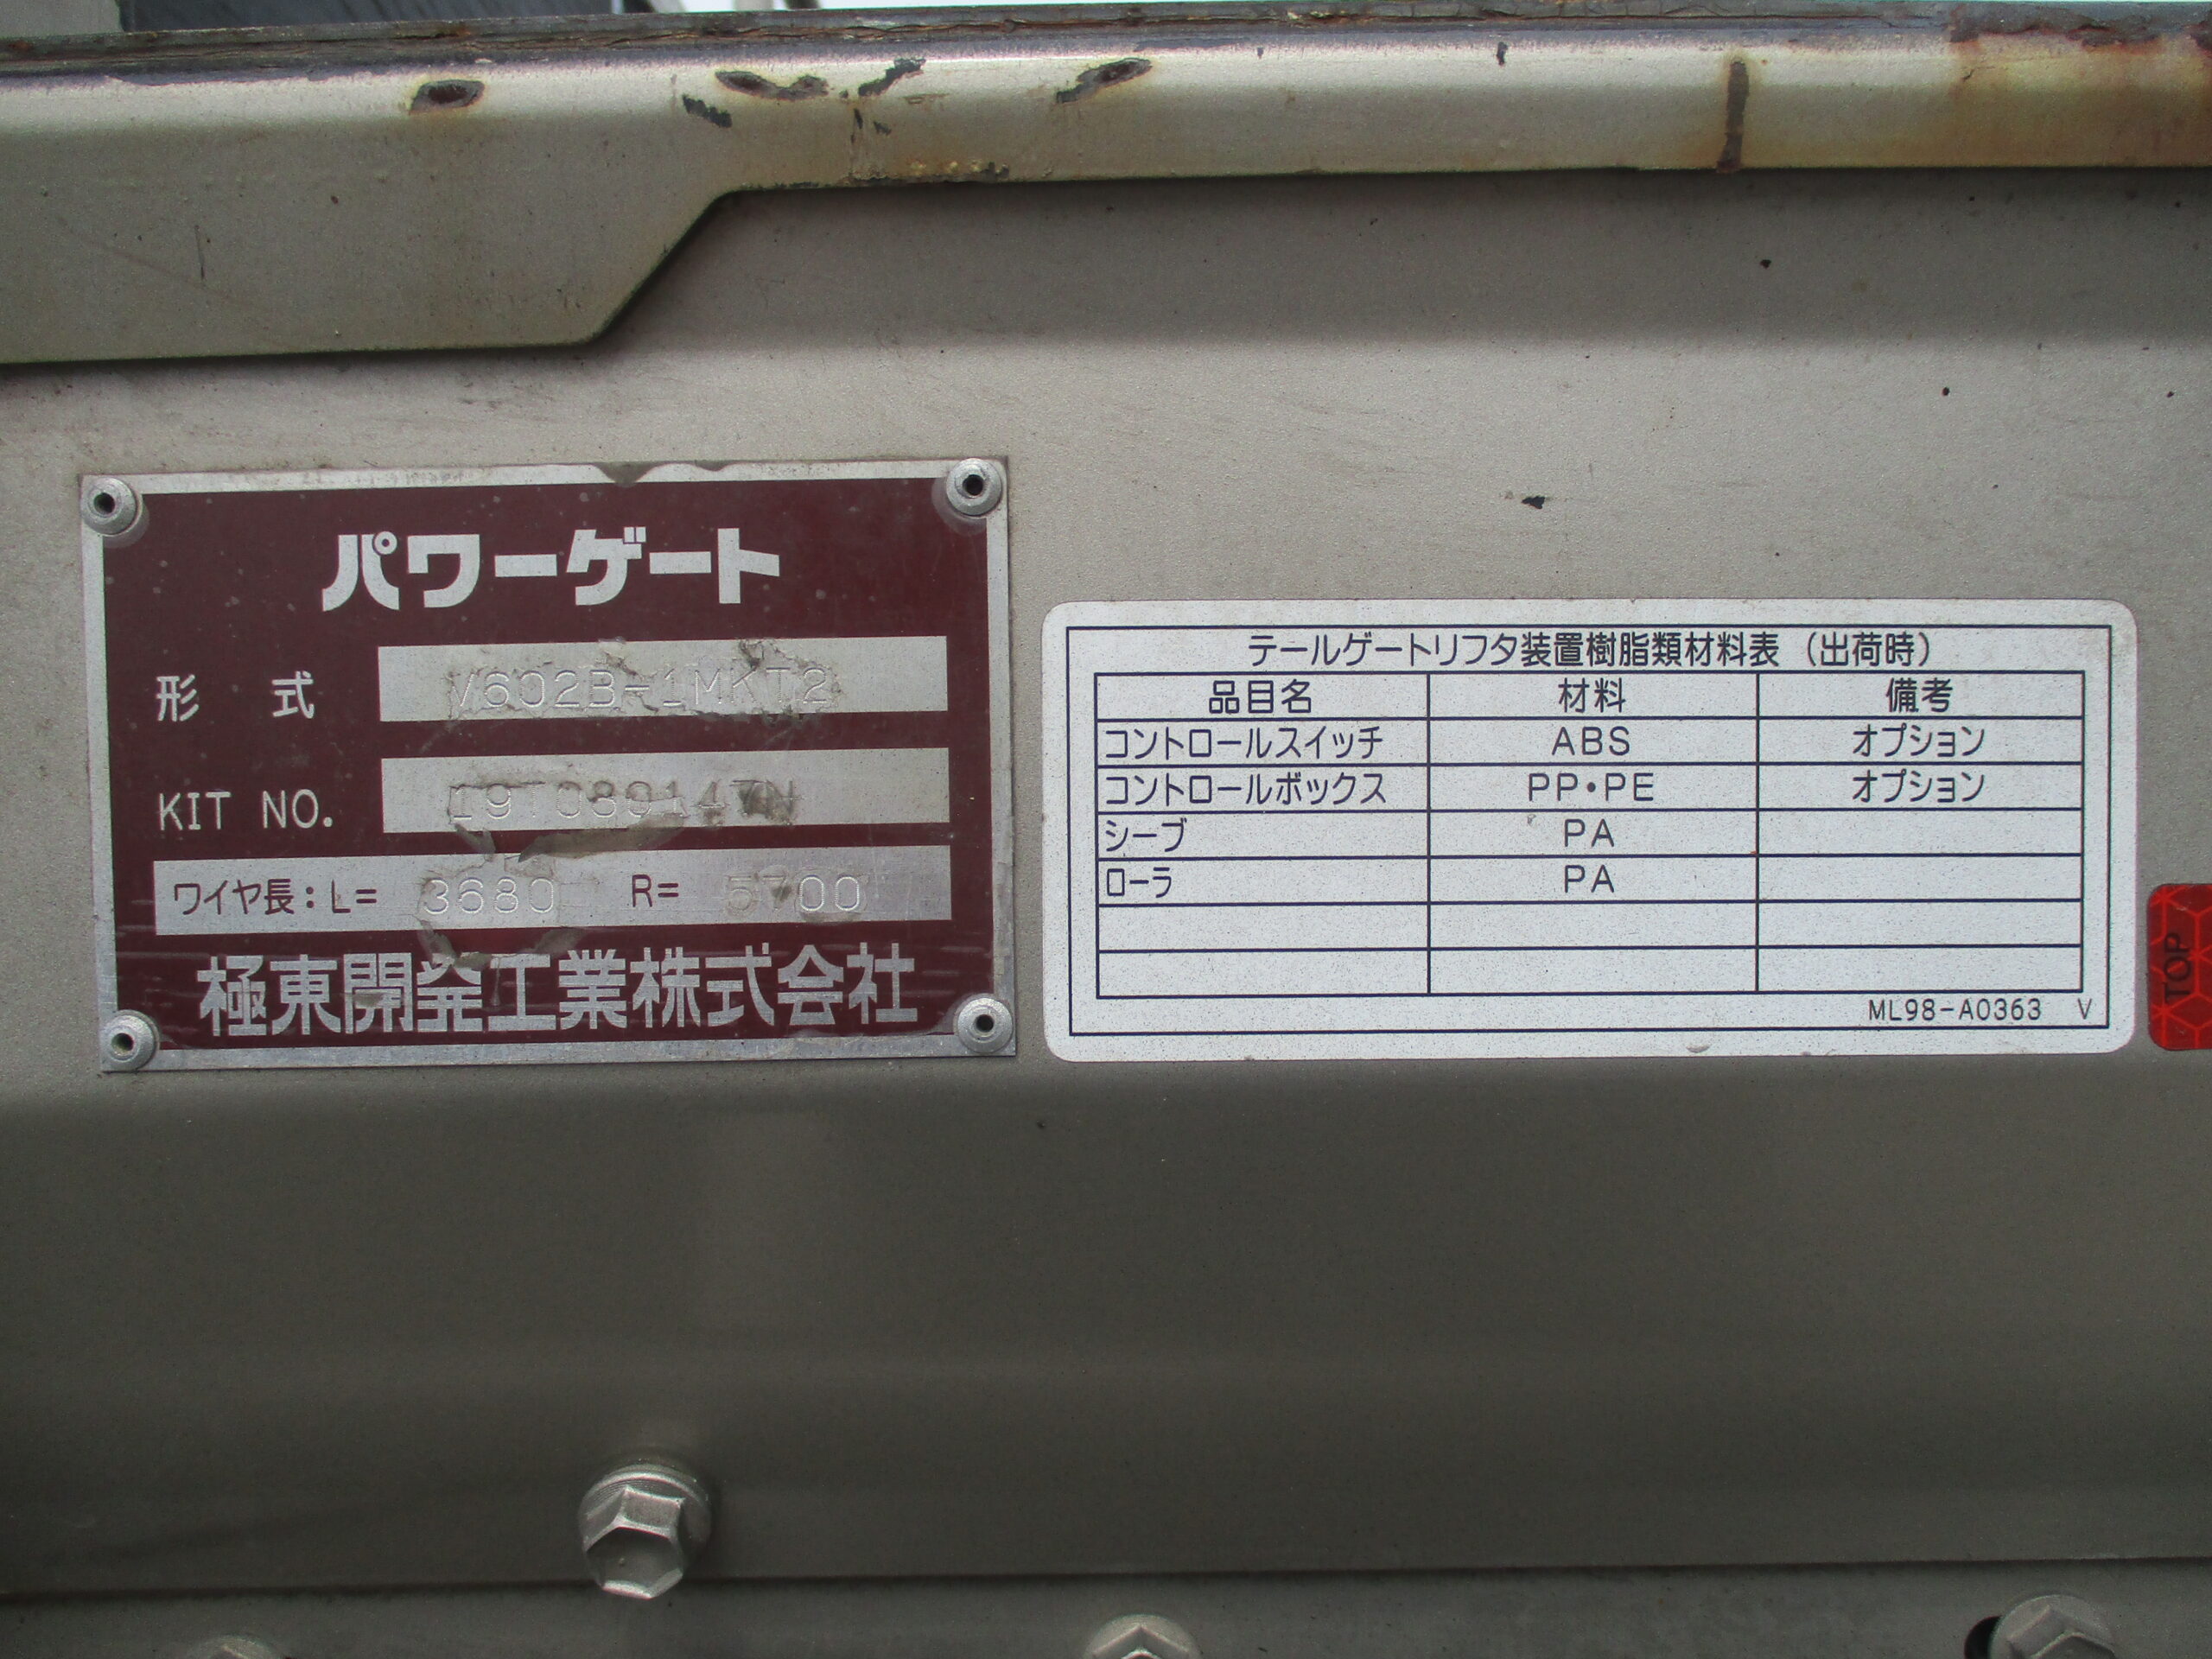 パワーゲート
形 式 V602B-1MKT2
KIT NO. 19T089147N
ワイヤ長:L= 3680 R= 5700
極東開発工業株式会社
テールゲートリフタ装置樹脂類材料表(出荷時)
品目名 材料 備考
コントロールスイッチ ABS オプション
コントロールボックス PP・PE オプション
シーブ PA
ローラ PA
ML98-A0363 V
TOP